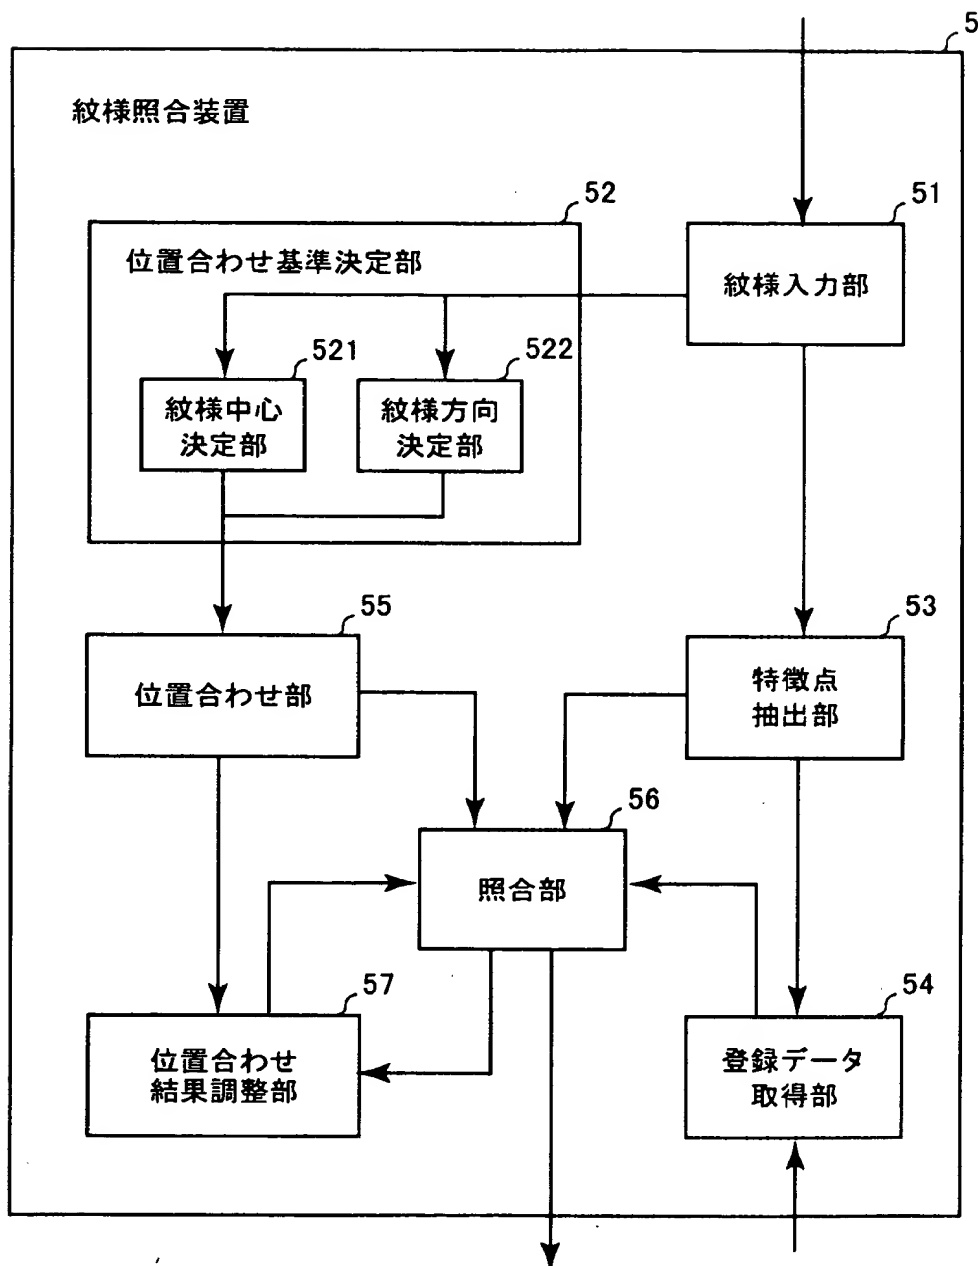 5
紋様照合装置
52
51
位置合わせ基準決定部
紋様入力部
521
522
紋様中心
決定部
紋様方向
決定部
55
53
位置合わせ部
特徴点
抽出部
56
照合部
57
54
位置合わせ
結果調整部
登録データ
取得部